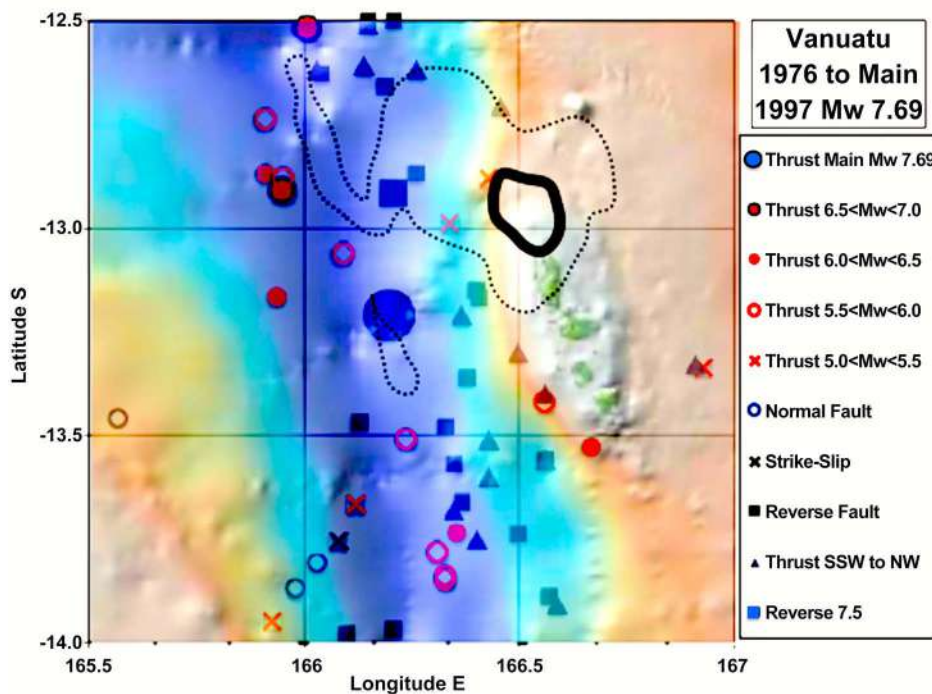 Vanuatu
1976 to Main
1997 Mw 7.69
-12.5
-13.0
-13.5
-14.0
Latitude S
165.5
166
166.5
167
Longitude E
Thrust Main Mw 7.69
Thrust 6.5<Mw<7.0
Thrust 6.0<Mw<6.5
Thrust 5.5<Mw<6.0
Thrust 5.0<Mw<5.5
Normal Fault
Strike-Slip
Reverse Fault
Thrust SSW to NW
Reverse 7.5